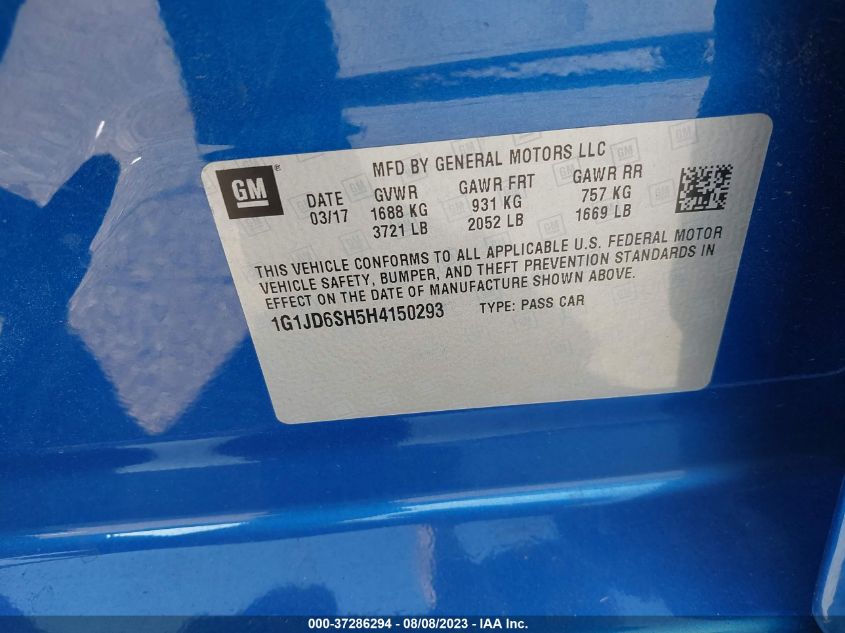 GM ®
MFD BY GENERAL MOTORS LLC
DATE GVWR GAWR FRT GAWR RR
03/17 1688 KG 931 KG 757 KG
3721 LB 2052 LB 1669 LB
THIS VEHICLE CONFORMS TO ALL APPLICABLE U.S. FEDERAL MOTOR
VEHICLE SAFETY, BUMPER, AND THEFT PREVENTION STANDARDS IN
EFFECT ON THE DATE OF MANUFACTURE SHOWN ABOVE.
1G1JD6SH5H4150293 TYPE: PASS CAR
000-37286294 - 08/08/2023 - IAA Inc.